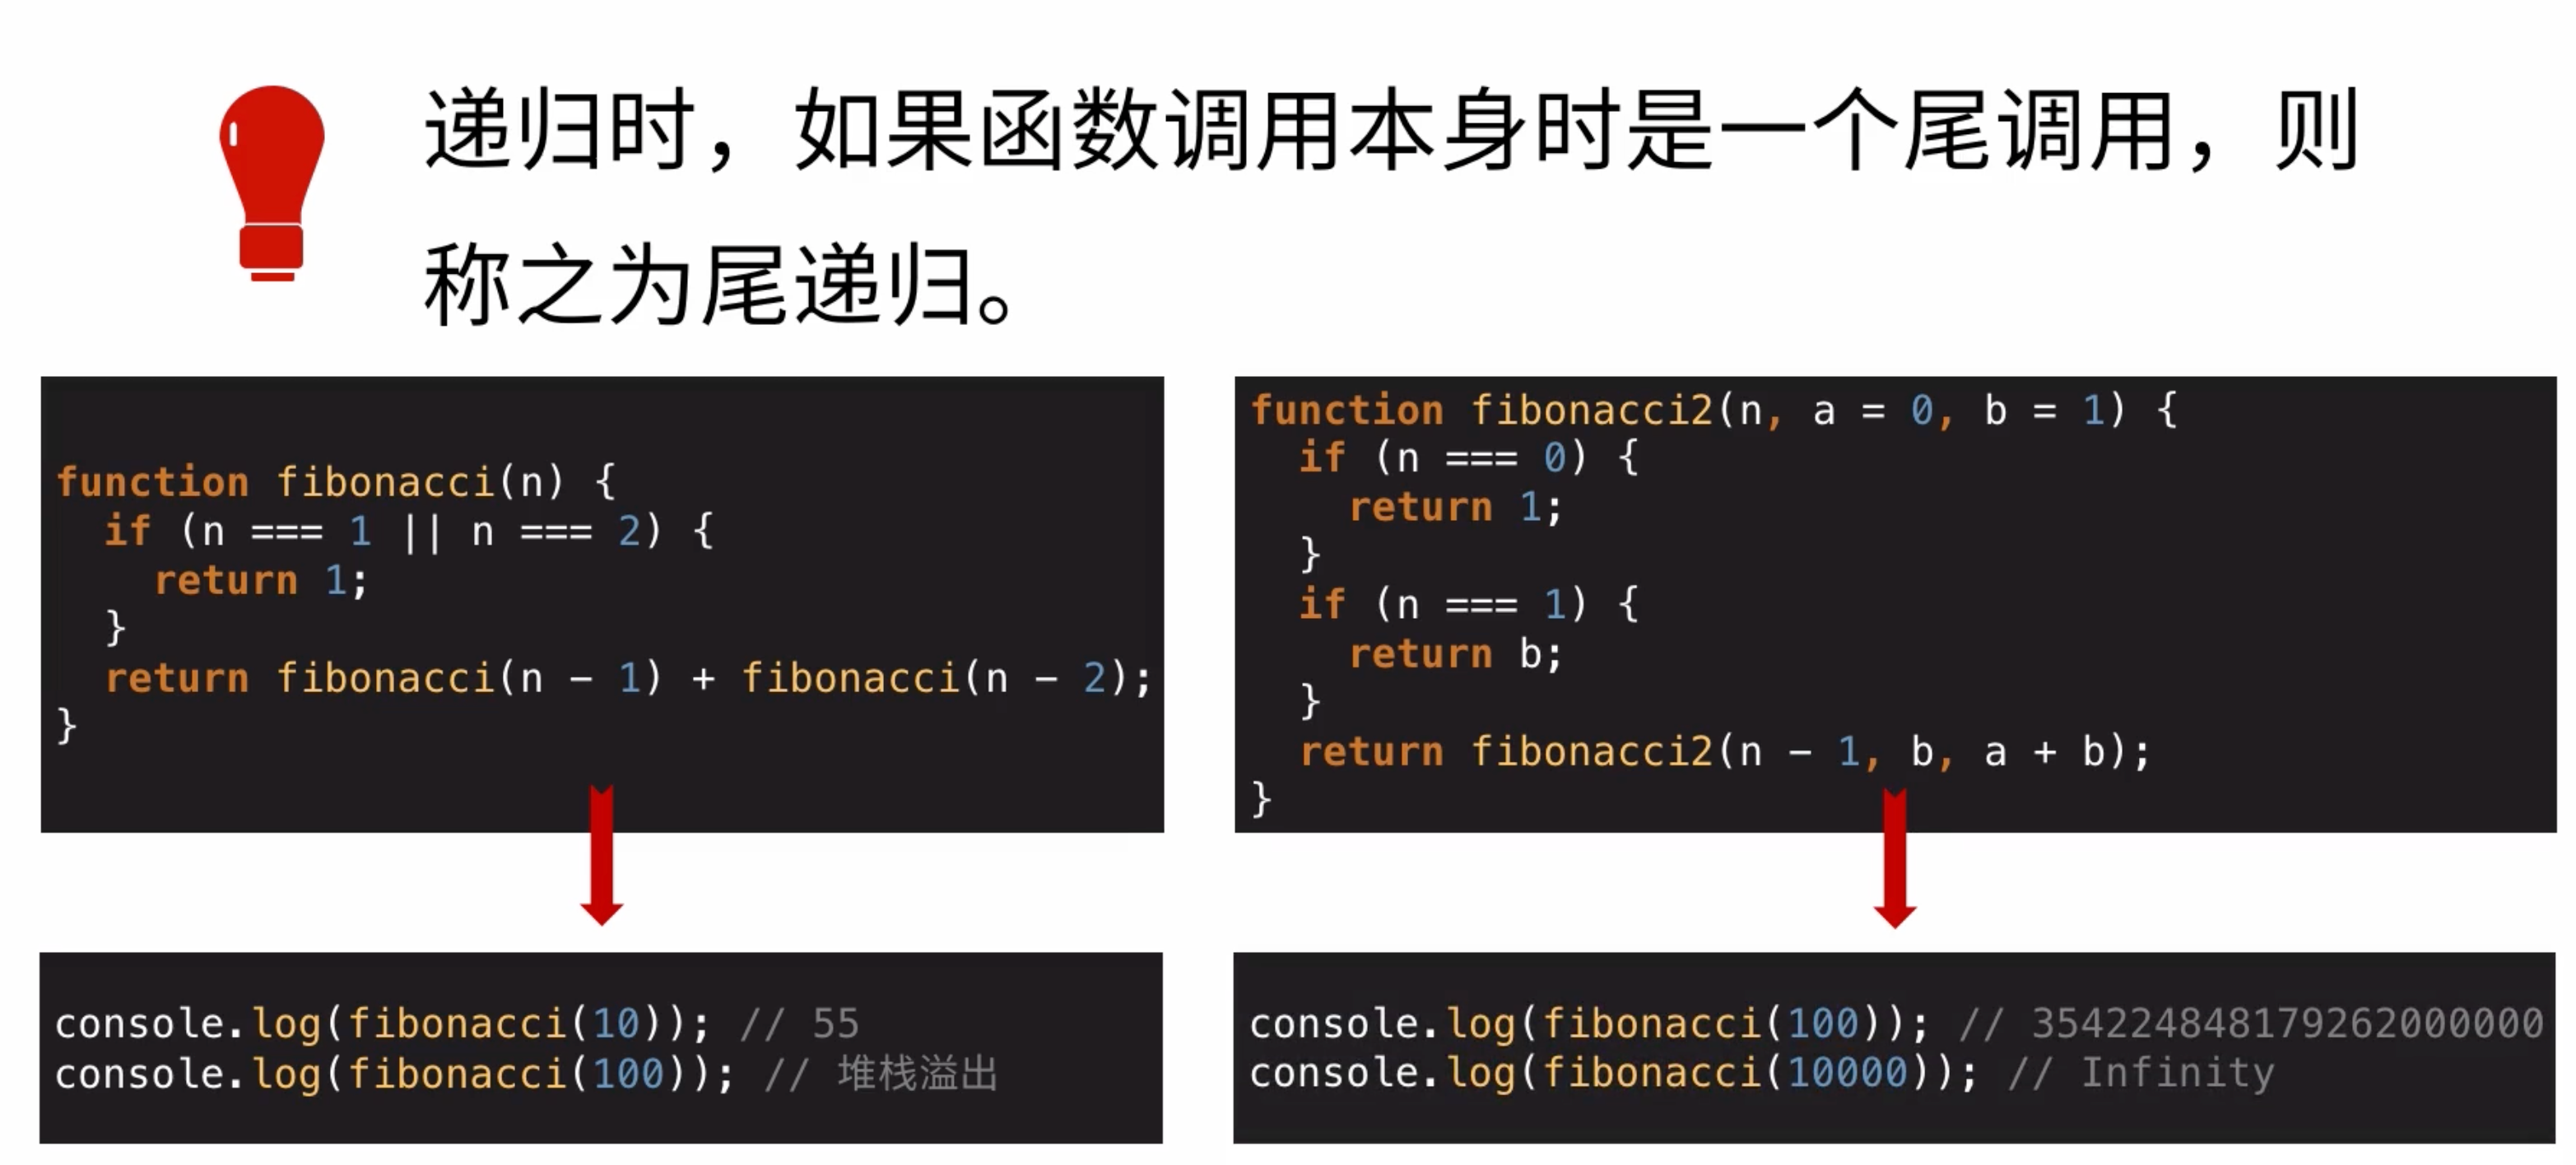 递归时，如果函数调用本身时是一个尾调用，则
称之为尾递归。
function fibonacci(n) {
  if (n === 1 || n === 2) {
    return 1;
  }
  return fibonacci(n - 1) + fibonacci(n - 2);
}
console.log(fibonacci(10)); // 55
console.log(fibonacci(100)); // 堆栈溢出
function fibonacci2(n, a = 0, b = 1) {
  if (n === 0) {
    return 1;
  }
  if (n === 1) {
    return b;
  }
  return fibonacci2(n - 1, b, a + b);
}
console.log(fibonacci(100)); // 354224848179262000000
console.log(fibonacci(10000)); // Infinity